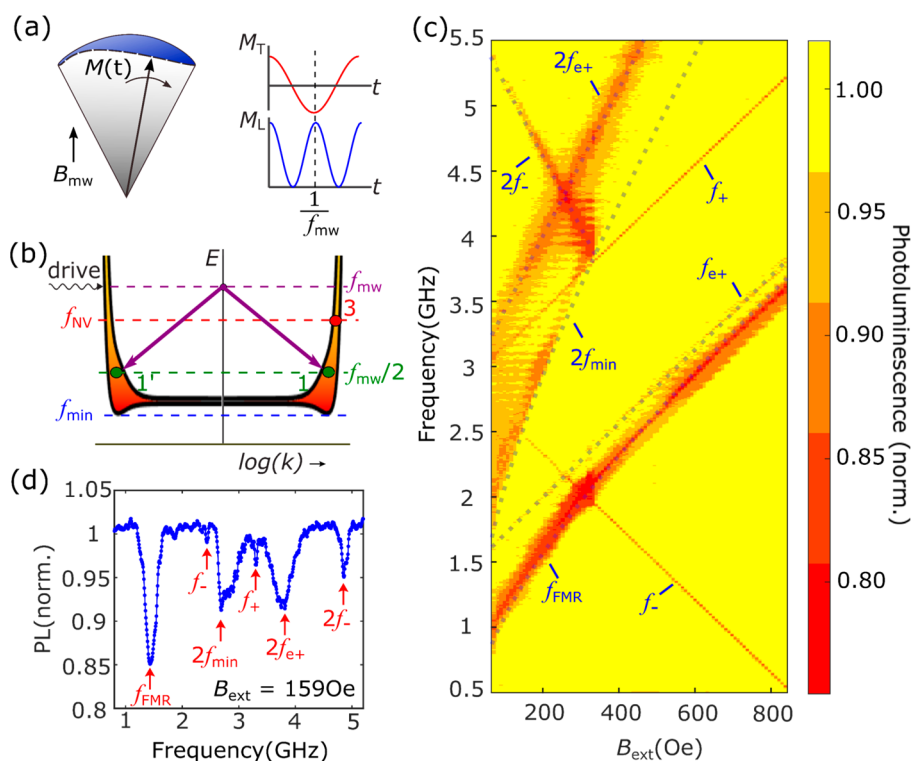 (a)
M(t)
B_mw
M_T
t
M_L
t
1
f_mw
(b)
E
drive
f_mw
f_NV
3
1'
1
f_mw/2
f_min
log(k) →
(d)
1.05
1
0.95
0.9
0.85
0.8
PL(norm.)
f_FMR
f_-
2f_min
f_+
2f_e+
2f_-
B_ext = 159Oe
1 2 3 4 5
Frequency(GHz)
(c)
5.5
5
4.5
4
3.5
3
2.5
2
1.5
1
0.5
Frequency(GHz)
2f_e+
2f_-
f_+
f_e+
2f_min
f_FMR
f_-
200 400 600 800
B_ext(Oe)
1.00
0.95
0.90
0.85
0.80
Photoluminescence (norm.)